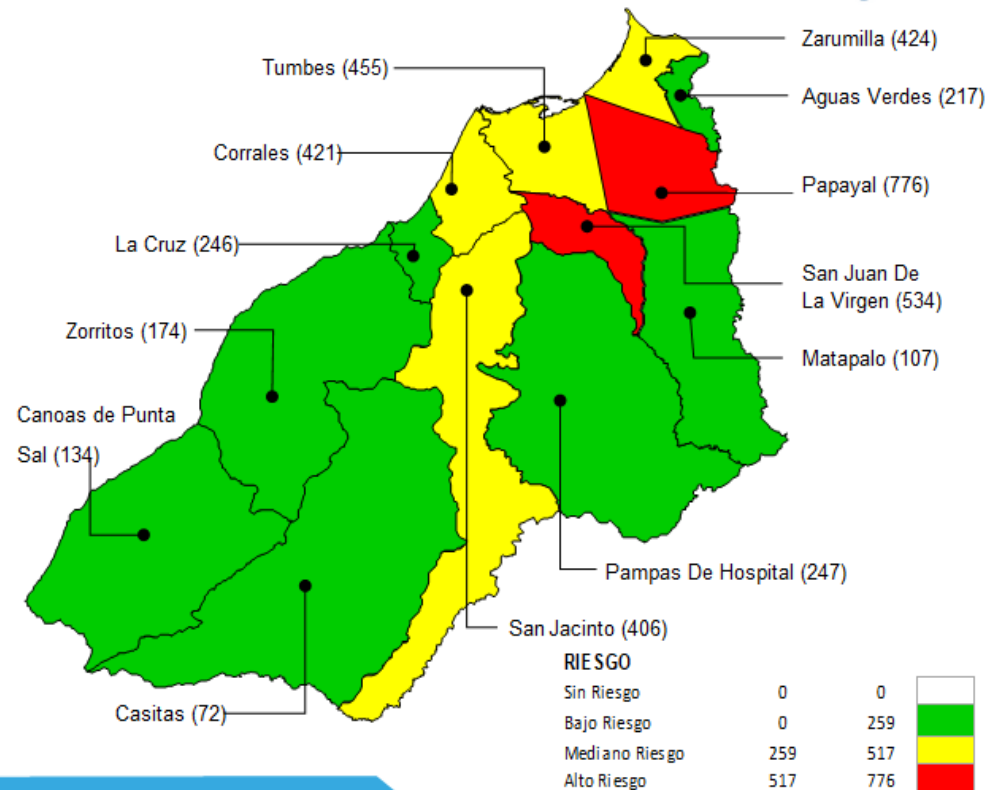 Zarumilla (424)
Tumbes (455)
Aguas Verdes (217)
Corrales (421)
Papayal (776)
La Cruz (246)
San Juan De
La Virgen (534)
Zorritos (174)
Matapalo (107)
Canoas de Punta
Sal (134)
Pampas De Hospital (247)
San Jacinto (406)
Casitas (72)
RIESGO
Sin Riesgo 0 0
Bajo Riesgo 0 259
Mediano Riesgo 259 517
Alto Riesgo 517 776